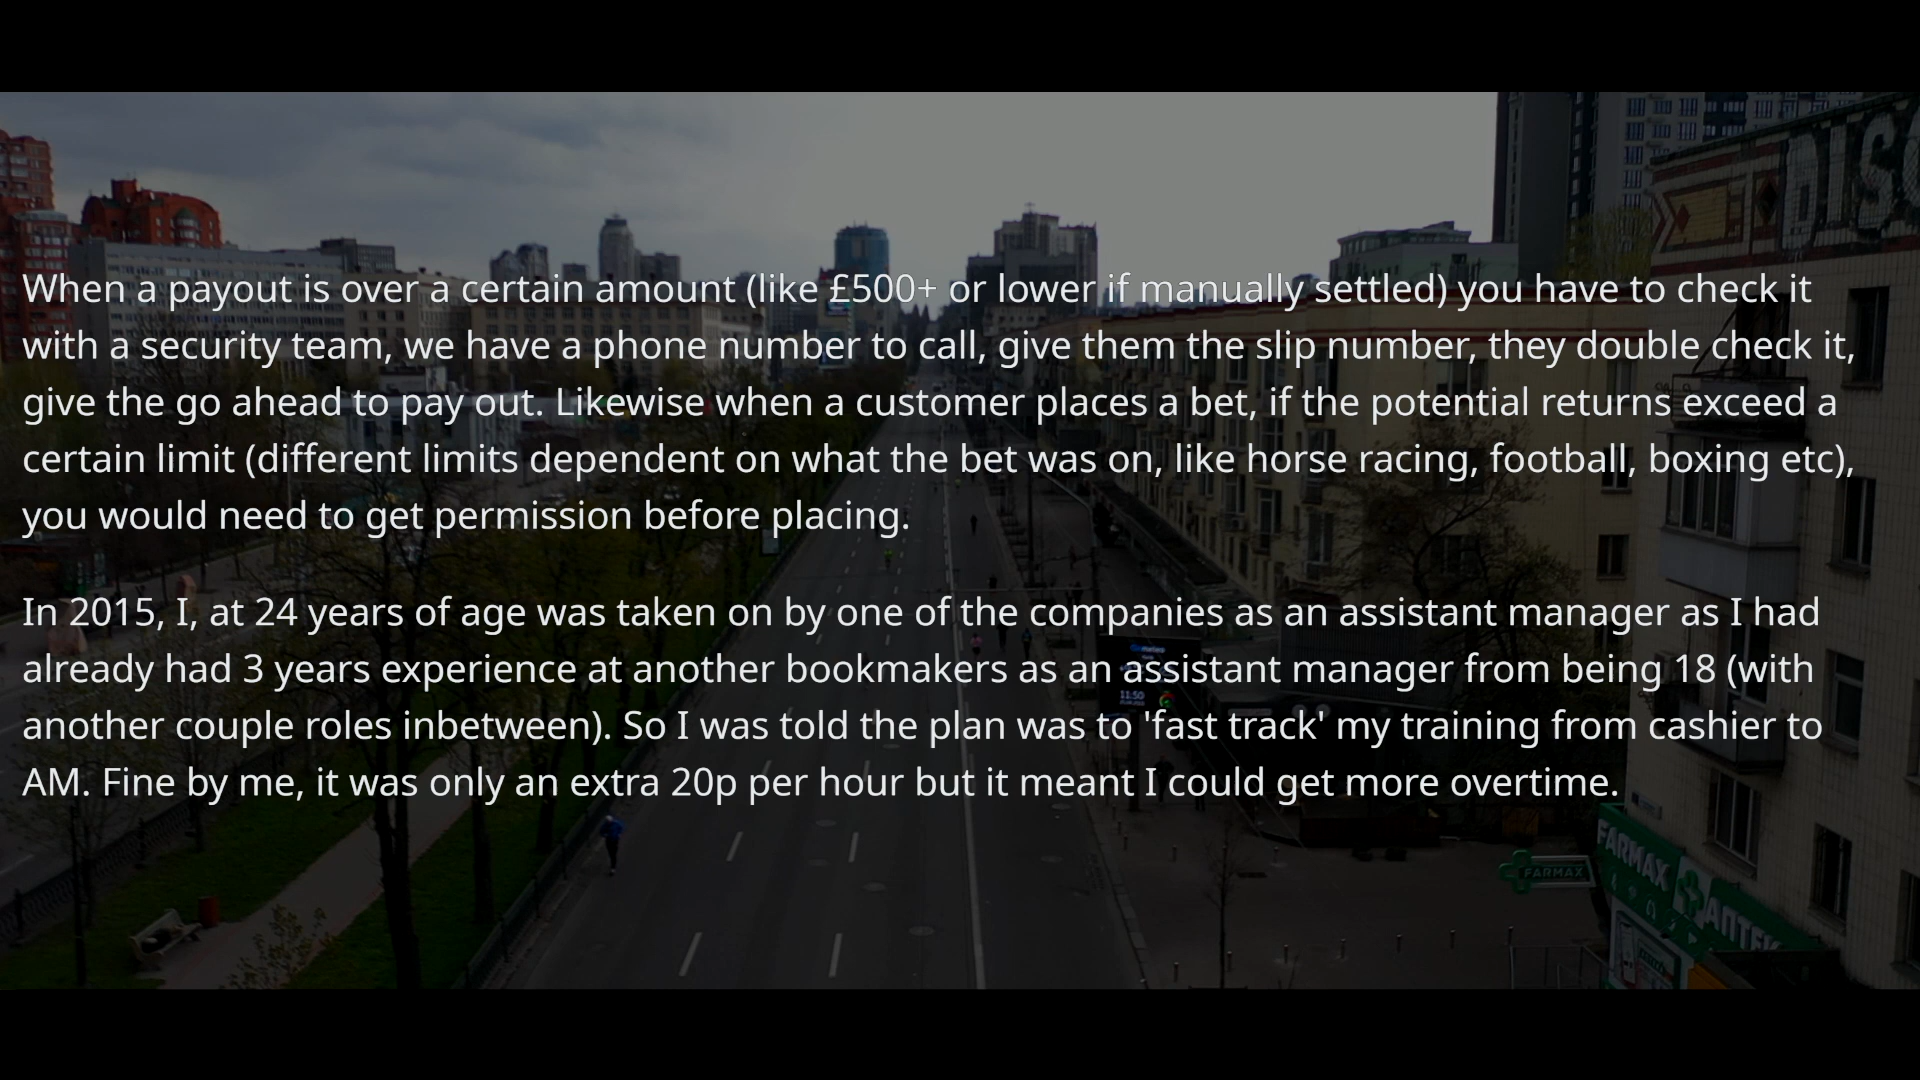 When a payout is over a certain amount (like £500+ or lower if manually settled) you have to check it
with a security team, we have a phone number to call, give them the slip number, they double check it,
give the go ahead to pay out. Likewise when a customer places a bet, if the potential returns exceed a
certain limit (different limits dependent on what the bet was on, like horse racing, football, boxing etc),
you would need to get permission before placing.
In 2015, I, at 24 years of age was taken on by one of the companies as an assistant manager as I had
already had 3 years experience at another bookmakers as an assistant manager from being 18 (with
another couple roles inbetween). So I was told the plan was to 'fast track' my training from cashier to
AM. Fine by me, it was only an extra 20p per hour but it meant I could get more overtime.
11:50
FARMAX
FARMAX